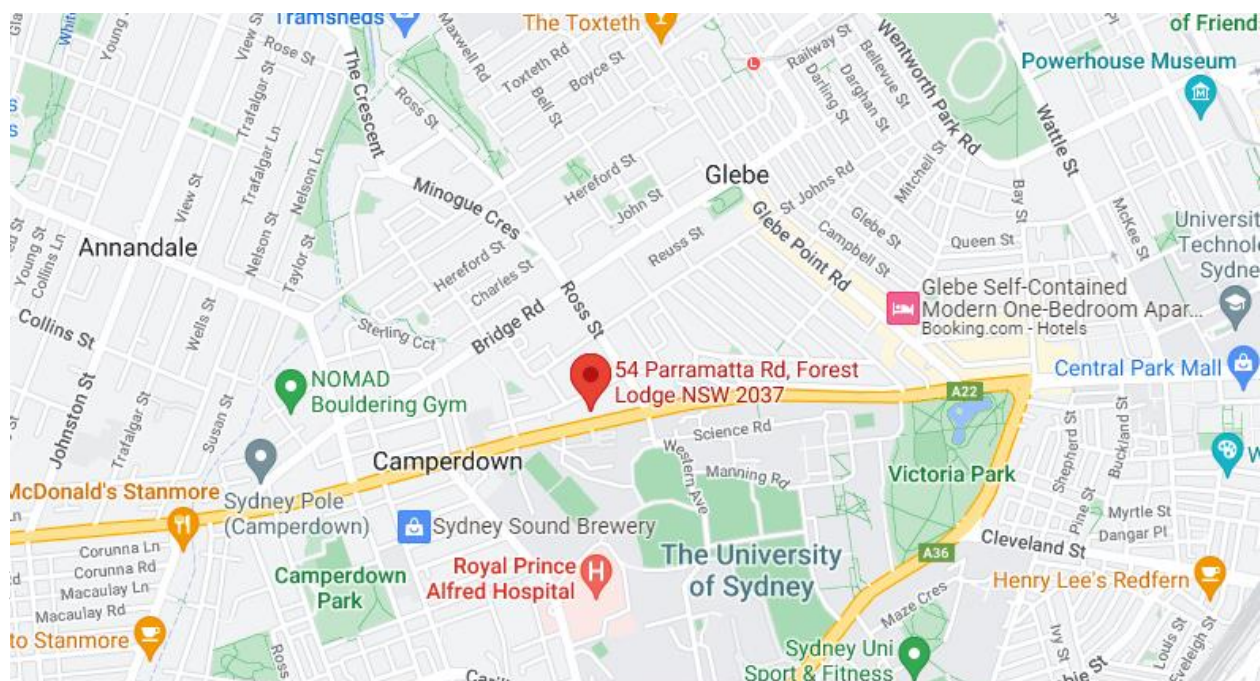 Tramsheds
The Toxteth
of Friend
White
Young
View St
Rose St
Trafalgar St
The Crescent
Maxwell Rd
Toxteth Rd
Boyce St
Bell St
Ross St
Railway St
Bellevue St
Darling St
Darghan St
Wentworth Park Rd
Powerhouse Museum
Wattle St
Trafalgar Ln
Nelson Ln
Hereford St
Glebe
Mitchell St
Minogue Cres
John St
St Johns Rd
Bay St
McKee St
View St
Nelson St
Taylor St
Annandale
Young St
Collins Ln
Hereford St
Charles St
Reuss St
Glebe Point Rd
Glebe St
Campbell St
Queen St
Universit
Technolo
Sydne
Collins St
Wells St
Sterling Cct
Bridge Rd
Ross St
Glebe Self-Contained
Modern One-Bedroom Apar...
Booking.com - Hotels
NOMAD
Bouldering Gym
54 Parramatta Rd, Forest
Lodge NSW 2037
A22
Central Park Mall
Johnston St
Trafalgar St
Susan St
Camperdown
Science Rd
Western Ave
Manning Rd
Victoria Park
Shepherd St
Buckland St
W
McDonald's Stanmore
Sydney Pole
(Camperdown)
Sydney Sound Brewery
Pine St
Myrtle St
Dangar Pl
Corunna Ln
Corunna Rd
Macaulay Ln
Macaulay Rd
Camperdown
Park
Royal Prince
Alfred Hospital
H
The University
of Sydney
A36
Cleveland St
Henry Lee's Redfern
Maze Cres
to Stanmore
Ross
Sydney Uni
Sport & Fitness
Ivy St
Louis St
Eveleigh St